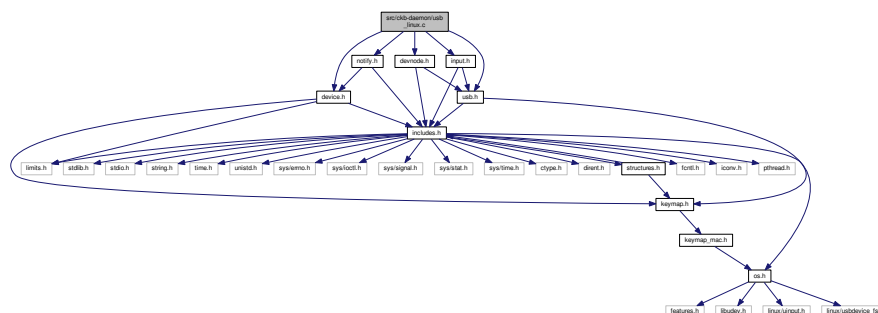 src/ckb-daemon/usb
_linux.c
notify.h
devnode.h
input.h
device.h
usb.h
includes.h
limits.h
stdlib.h
stdio.h
string.h
time.h
unistd.h
sys/errno.h
sys/ioctl.h
sys/signal.h
sys/stat.h
sys/time.h
ctype.h
dirent.h
structures.h
fcntl.h
iconv.h
pthread.h
keymap.h
keymap_mac.h
os.h
features.h
libudev.h
linux/uinput.h
linux/usbdevice_fs